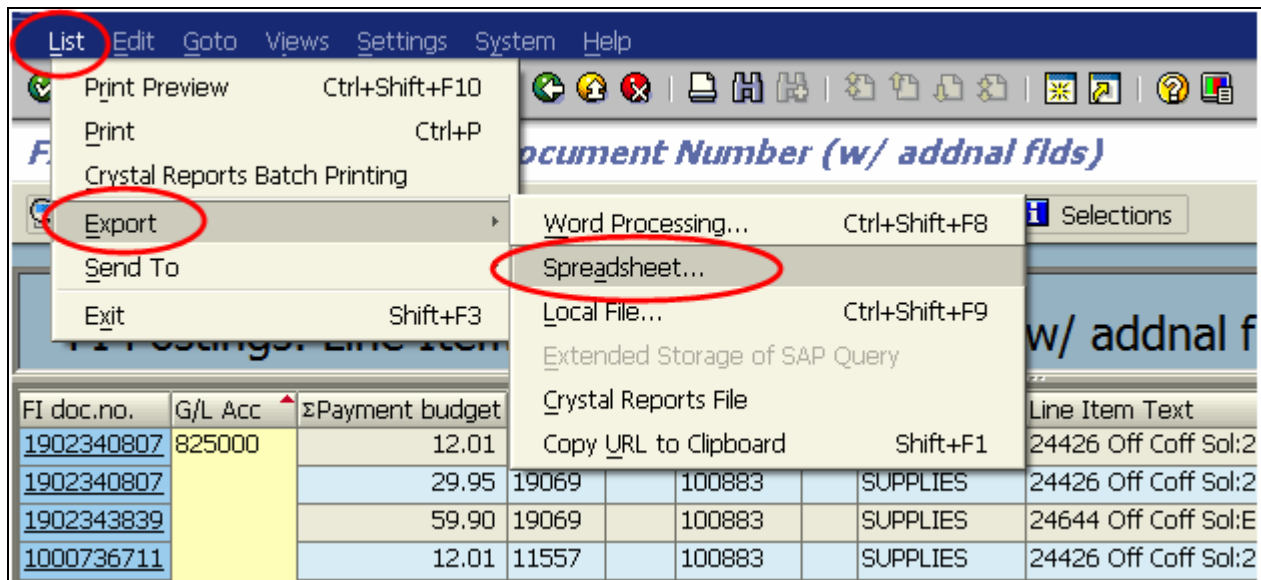 List Edit Goto Views Settings System Help
Print Preview Ctrl+Shift+F10
Print Ctrl+P
Crystal Reports Batch Printing
Export
Send To
Exit Shift+F3
Document Number (w/ addnal flds)
Word Processing... Ctrl+Shift+F8
Spreadsheet...
Local File... Ctrl+Shift+F9
Extended Storage of SAP Query
Crystal Reports File
Copy URL to Clipboard Shift+F1
Selections
FI Postings: Line Item w/ addnal f
FI doc.no. G/L Acc ΣPayment budget Line Item Text
1902340807 825000 12.01 24426 Off Coff Sol:2
1902340807 29.95 19069 100883 SUPPLIES 24426 Off Coff Sol:2
1902343839 59.90 19069 100883 SUPPLIES 24644 Off Coff Sol:E
1000736711 12.01 11557 100883 SUPPLIES 24426 Off Coff Sol:2